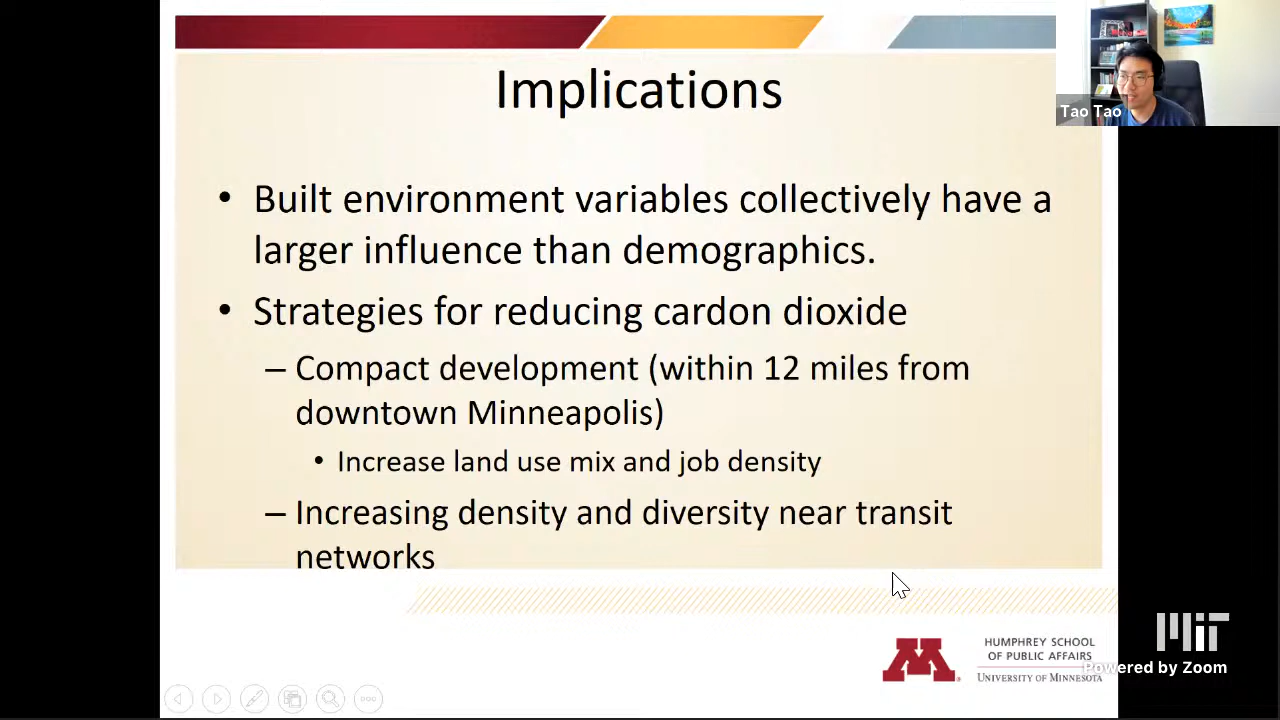 Implications
Tao Tao
• Built environment variables collectively have a
larger influence than demographics.
• Strategies for reducing cardon dioxide
– Compact development (within 12 miles from
downtown Minneapolis)
• Increase land use mix and job density
– Increasing density and diversity near transit
networks
HUMPHREY SCHOOL
OF PUBLIC AFFAIRS
UNIVERSITY OF MINNESOTA
M
MIT
Powered by Zoom